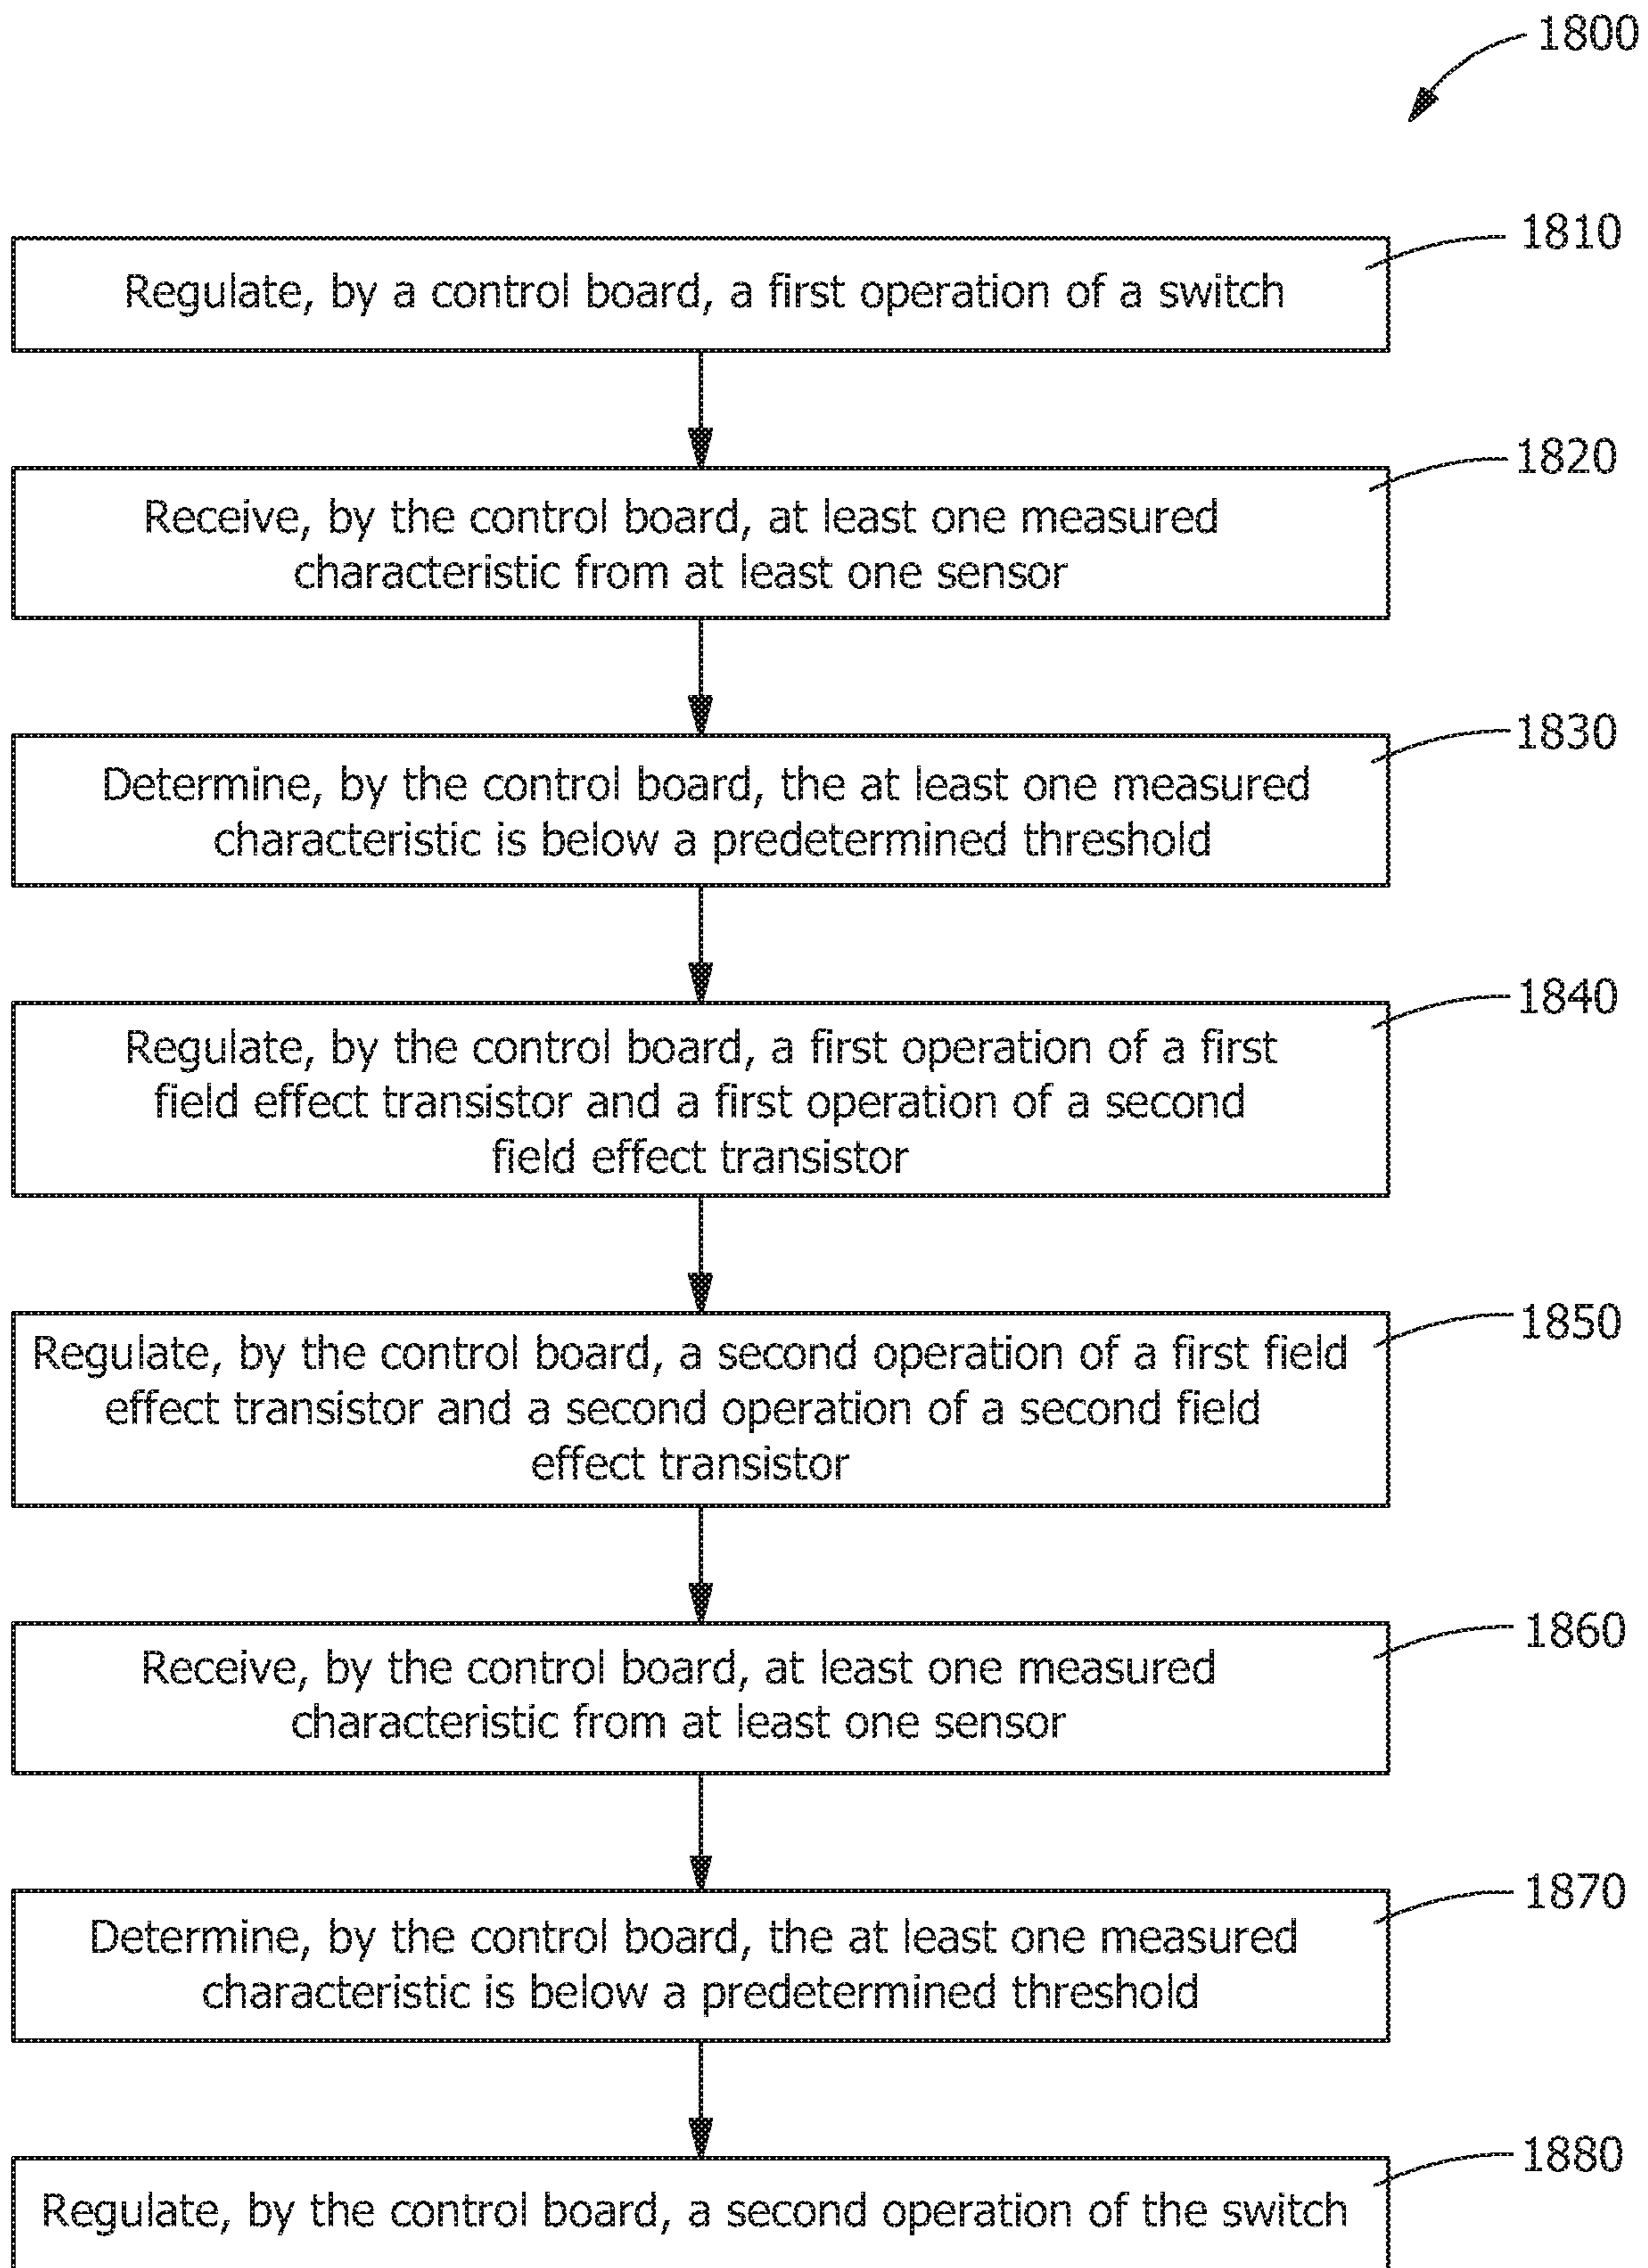 1800
1810
Regulate, by a control board, a first operation of a switch
1820
Receive, by the control board, at least one measured
characteristic from at least one sensor
1830
Determine, by the control board, the at least one measured
characteristic is below a predetermined threshold
1840
Regulate, by the control board, a first operation of a first
field effect transistor and a first operation of a second
field effect transistor
1850
Regulate, by the control board, a second operation of a first field
effect transistor and a second operation of a second field
effect transistor
1860
Receive, by the control board, at least one measured
characteristic from at least one sensor
1870
Determine, by the control board, the at least one measured
characteristic is below a predetermined threshold
1880
Regulate, by the control board, a second operation of the switch